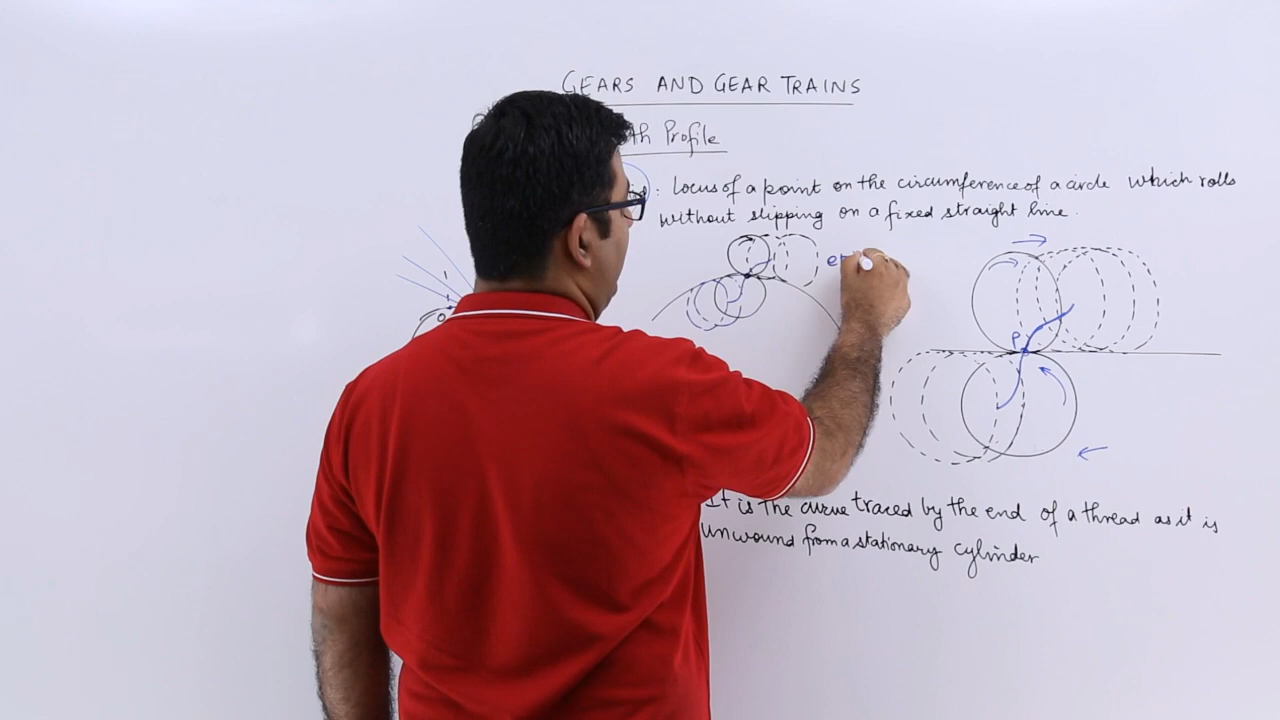 GEARS AND GEAR TRAINS
Profile
: Locus of a point on the circumference of a circle which rolls
without slipping on a fixed straight line.
P
O
It is the curve traced by the end of a thread as it is
unwound from a stationary cylinder